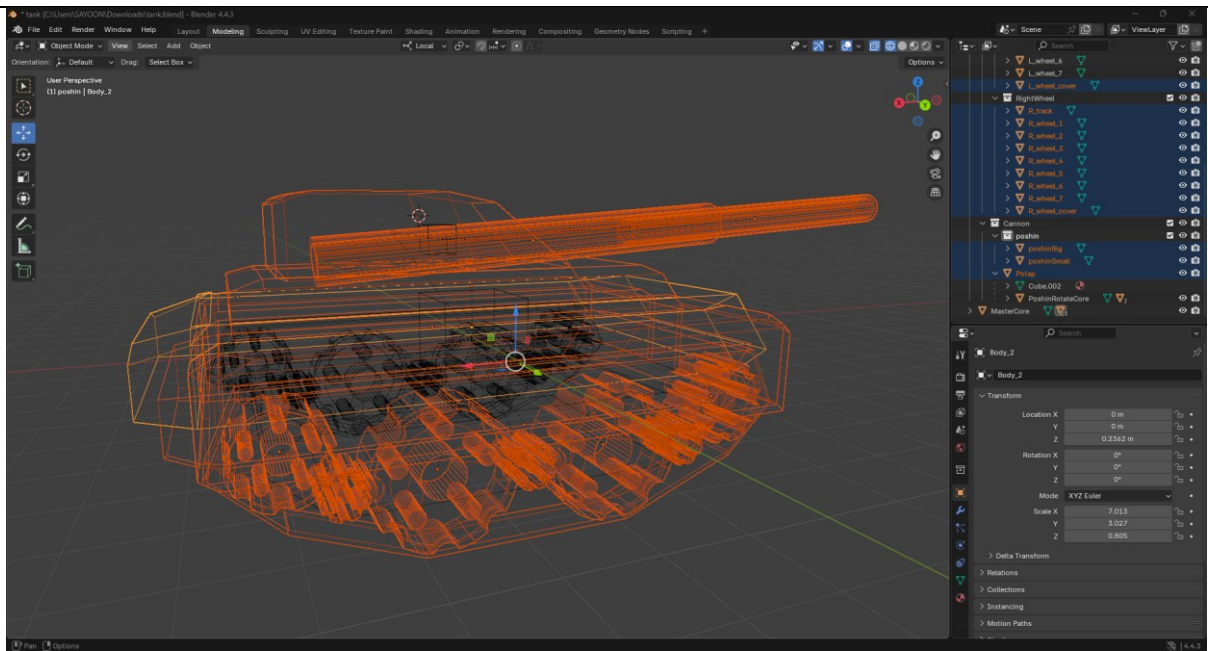 * tank [C:\Users\SAYOON\Downloads\tank.blend] - Blender 4.4.3
File Edit Render Window Help Layout Modeling Sculpting UV Editing Texture Paint Shading Animation Rendering Compositing Geometry Nodes Scripting + Scene ViewLayer
Object Mode View Select Add Object Local Search
Orientation: Default Drag: Select Box Options
User Perspective
(1) poshin | Body_2
Z
X
Y
L_wheel_6
L_wheel_7
L_wheel_cover
RightWheel
R_track
R_wheel_1
R_wheel_2
R_wheel_3
R_wheel_4
R_wheel_5
R_wheel_6
R_wheel_7
R_wheel_cover
Cannon
poshin
poshinBig
poshinSmall
Potap
Cube.002
PoshinRotateCore 2
MasterCore
Search
Body_2
Body_2
Transform
Location X 0 m
Y 0 m
Z 0.2362 m
Rotation X 0°
Y 0°
Z 0°
Mode XYZ Euler
Scale X 7.013
Y 3.027
Z 0.805
Delta Transform
Relations
Collections
Instancing
Motion Paths
Pan Options 4.4.3